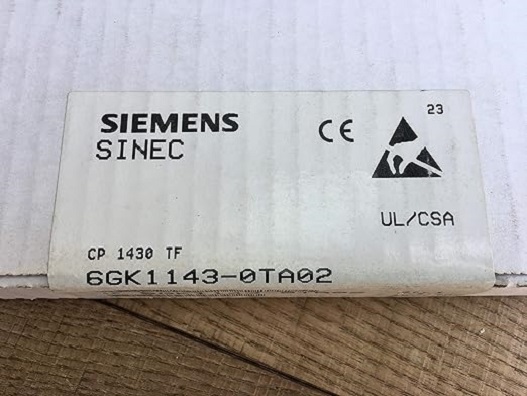 SIEMENS
SINEC
CE
23
UL/CSA
CP 1430 TF
6GK1143-0TA02